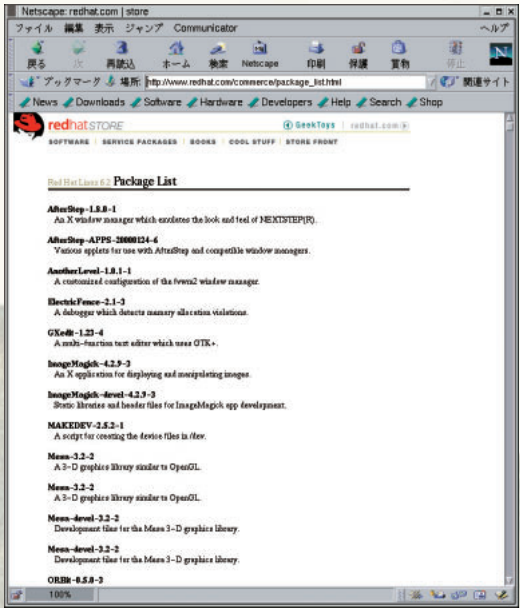 Netscape: redhat.com | store
ファイル 編集 表示 ジャンプ Communicator ヘルプ
戻る 次 再読込 ホーム 検索 Netscape 印刷 保護 買物 停止
ブックマーク 場所: http://www.redhat.com/commerce/package_list.html 関連サイト
News Downloads Software Hardware Developers Help Search Shop
redhat STORE GeekToys | redhat.com
SOFTWARE | SERVICE PACKAGES | BOOKS | COOL STUFF | STORE FRONT
Red Hat Linux 6.2 Package List
AfterStep-1.8.0-1
An X window manager which emulates the look and feel of NEXTSTEP(R).
AfterStep-APPS-20000124-6
Various applets for use with AfterStep and compatible window managers.
AnotherLevel-1.0.1-1
A customized configuration of the fvwm2 window manager.
ElectricFence-2.1-3
A debugger which detects memory allocation violations.
GXedit-1.23-4
A multi-function text editor which uses GTK+.
ImageMagick-4.2.9-3
An X application for displaying and manipulating images.
ImageMagick-devel-4.2.9-3
Static libraries and header files for ImageMagick app development.
MAKEDEV-2.5.2-1
A script for creating the device files in /dev.
Mesa-3.2-2
A 3-D graphics library similar to OpenGL.
Mesa-3.2-2
A 3-D graphics library similar to OpenGL.
Mesa-devel-3.2-2
Development files for the Mesa 3-D graphics library.
Mesa-devel-3.2-2
Development files for the Mesa 3-D graphics library.
ORBit-0.5.0-3
100%